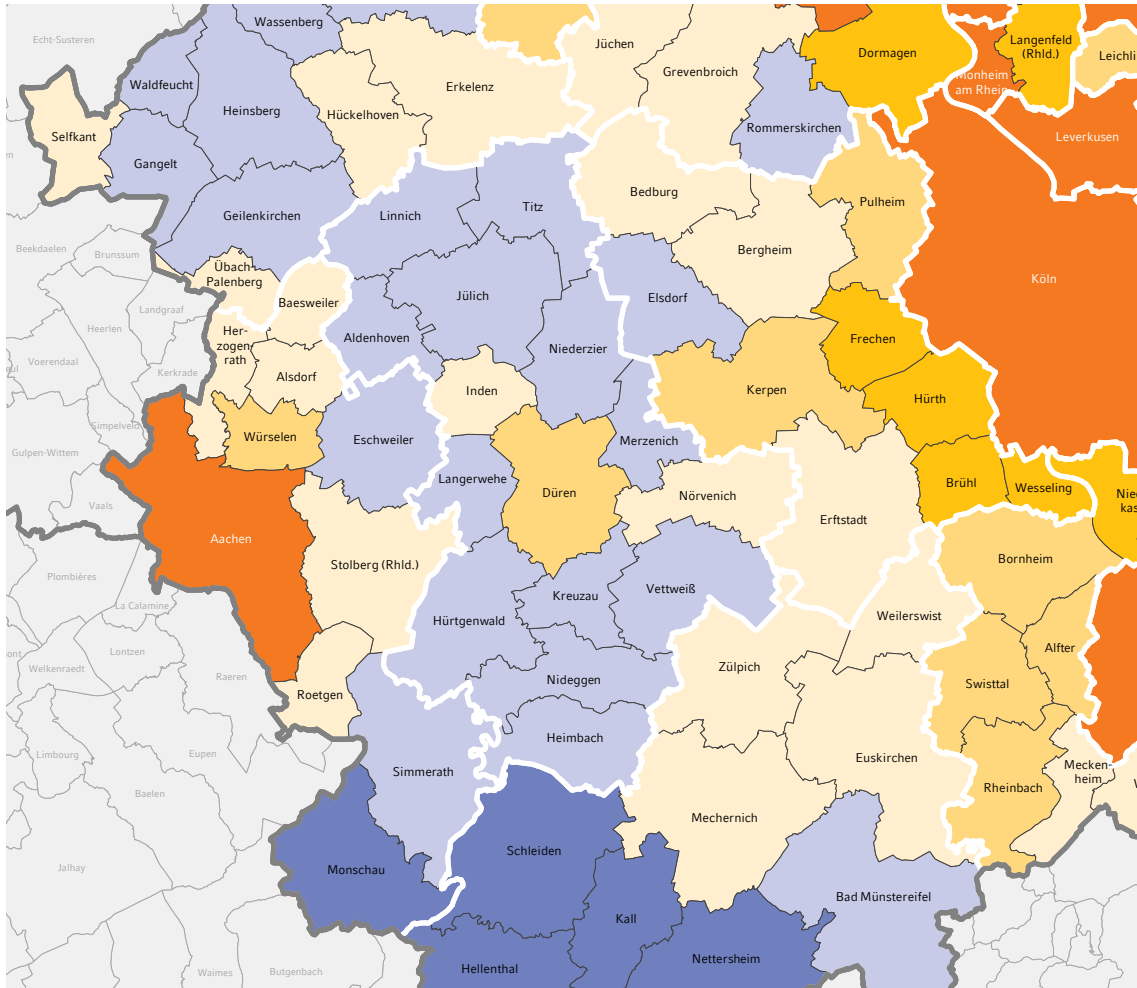 Echt-Susteren
Wassenberg
Jüchen
Dormagen
Langenfeld
(Rhld.)
Leichli
Waldfeucht
Heinsberg
Hückelhoven
Erkelenz
Grevenbroich
Monheim
am Rhein
Selfkant
Rommerskirchen
Leverkusen
en
Gangelt
Geilenkirchen
Linnich
Titz
Bedburg
Pulheim
Beekdaelen
Brunssum
Bergheim
Übach-
Palenberg
Köln
Baesweiler
Jülich
Elsdorf
Landgraaf
Heerlen
Her-
zogen-
rath
Aldenhoven
Niederzier
Frechen
Voerendaal
eul
Kerkrade
Alsdorf
Inden
Kerpen
Hürth
Simpelveld
Würselen
Eschweiler
Merzenich
Gulpen-Wittem
Langerwehe
Düren
Nörvenich
Brühl
Wesseling
Nied
kas
Vaals
Erftstadt
Aachen
Stolberg (Rhld.)
Bornheim
Plombières
Kreuzau
Vettweiß
La Calamine
Hürtgenwald
Weilerswist
Lontzen
ont
Welkenraedt
Raeren
Zülpich
Alfter
Nideggen
Swisttal
Roetgen
Limbourg
Eupen
Heimbach
Simmerath
Euskirchen
Mecken-
heim
Baelen
Rheinbach
Mechernich
Schleiden
Jalhay
Monschau
Bad Münstereifel
Kall
Waimes
Butgenbach
Hellenthal
Nettersheim